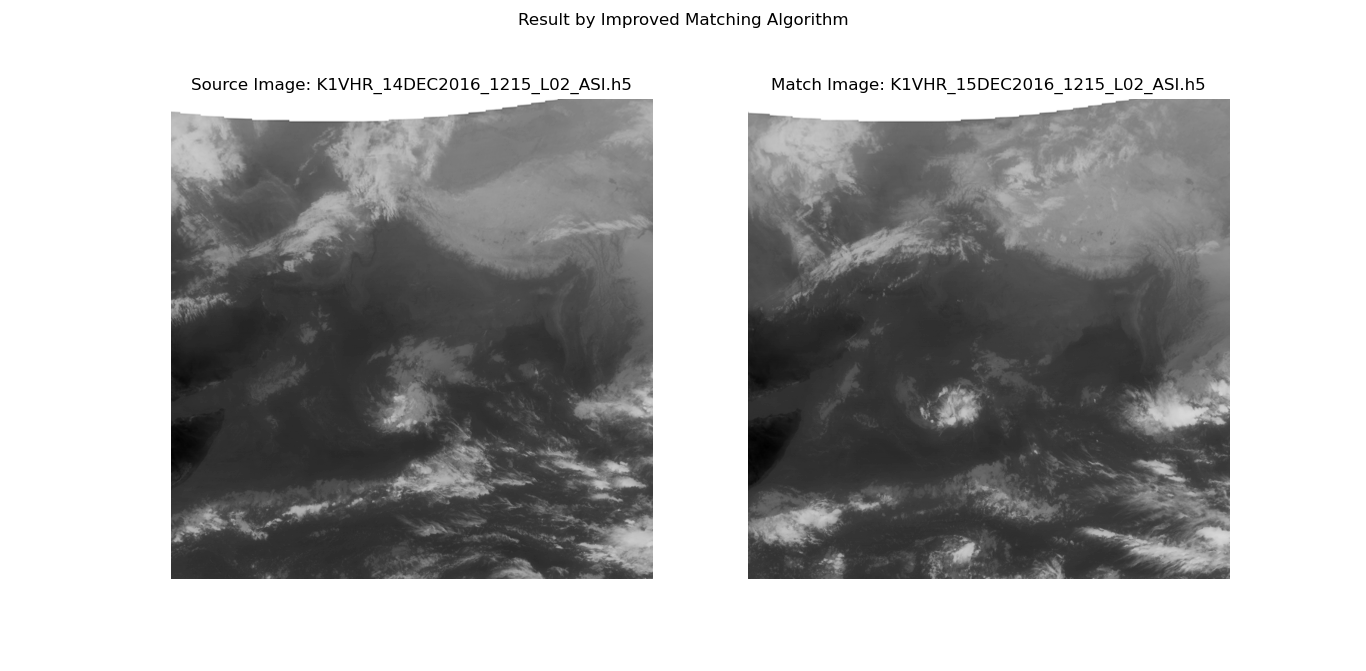 Result by Improved Matching Algorithm
Source Image: K1VHR_14DEC2016_1215_L02_ASI.h5
Match Image: K1VHR_15DEC2016_1215_L02_ASI.h5